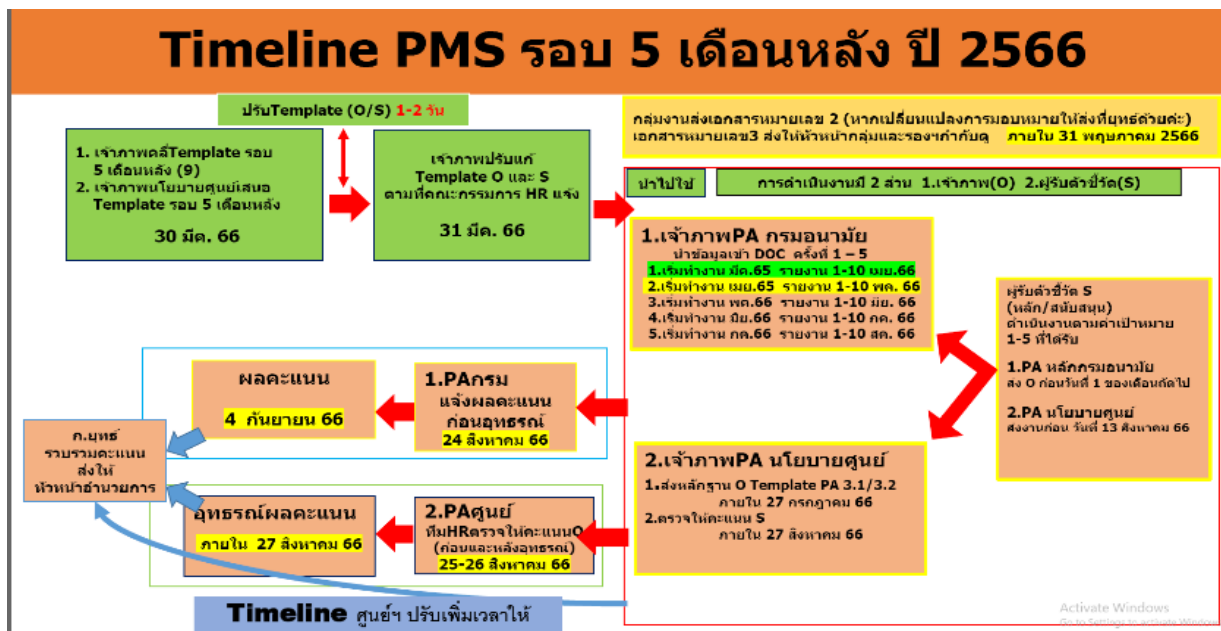 Timeline PMS รอบ 5 เดือนหลัง ปี 2566
ปรับTemplate (O/S) 1-2 วัน
1. เจ้าภาพคลี่Template รอบ
5 เดือนหลัง (9)
2. เจ้าภาพนโยบายศูนย์เสนอ
Template รอบ 5 เดือนหลัง
30 มีค. 66
เจ้าภาพปรับแก้
Template O และ S
ตามที่คณะกรรมการ HR แจ้ง
31 มีค. 66
กลุ่มงานส่งเอกสารหมายเลข 2 (หากเปลี่ยนแปลงการมอบหมายให้ส่งที่ยุทธ์ด้วยค่ะ)
เอกสารหมายเลข3 ส่งให้หัวหน้ากลุ่มและรองฯกำกับดู ภายใน 31 พฤษภาคม 2566
นำไปใช้
การดำเนินงานมี 2 ส่วน 1.เจ้าภาพ(O) 2.ผู้รับตัวชี้วัด(S)
1.เจ้าภาพPA กรมอนามัย
นำข้อมูลเข้า DOC ครั้งที่ 1 – 5
1.เริ่มทำงาน มีค.65 รายงาน 1-10 เมย.66
2.เริ่มทำงาน เมย.65 รายงาน 1-10 พค. 66
3.เริ่มทำงาน พค.66 รายงาน 1-10 มิย. 66
4.เริ่มทำงาน มิย.66 รายงาน 1-10 กค. 66
5.เริ่มทำงาน กค.66 รายงาน 1-10 สค. 66
ผู้รับตัวชี้วัด S
(หลัก/สนับสนุน)
ดำเนินงานตามค่าเป้าหมาย
1-5 ที่ได้รับ
1.PA หลักกรมอนามัย
ส่ง O ก่อนวันที่ 1 ของเดือนถัดไป
2.PA นโยบายศูนย์
ส่งงานก่อน วันที่ 13 สิงหาคม 66
ผลคะแนน
4 กันยายน 66
1.PAกรม
แจ้งผลคะแนน
ก่อนอุทธรณ์
24 สิงหาคม 66
ก.ยุทธ์
รวบรวมคะแนน
ส่งให้
หัวหน้าอำนวยการ
2.เจ้าภาพPA นโยบายศูนย์
1.ส่งหลักฐาน O Template PA 3.1/3.2
ภายใน 27 กรกฎาคม 66
2.ตรวจให้คะแนน S
ภายใน 27 สิงหาคม 66
อุทธรณ์ผลคะแนน
ภายใน 27 สิงหาคม 66
2.PAศูนย์
ทีมHRตรวจให้คะแนนO
(ก่อนและหลังอุทธรณ์)
25-26 สิงหาคม 66
Timeline ศูนย์ฯ ปรับเพิ่มเวลาให้
Activate Windows
Go to Settings to activate Windows